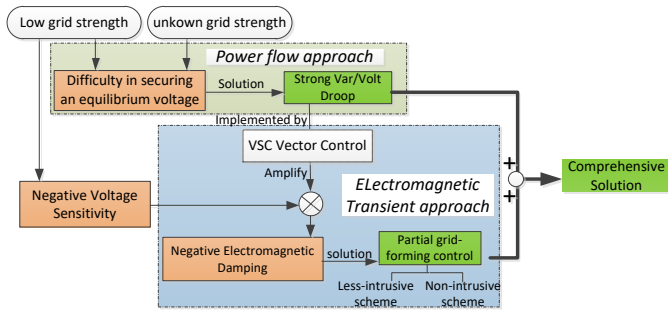 Low grid strength
unkown grid strength
Power flow approach
Difficulty in securing
an equilibrium voltage
Solution
Strong Var/Volt
Droop
Implemented by
VSC Vector Control
Amplify
ELectromagnetic
Transient approach
Negative Voltage
Sensitivity
Negative Electromagnetic
Damping
solution
Partial grid-
forming control
Less-intrusive
scheme
Non-intrusive
scheme
+
+
Comprehensive
Solution